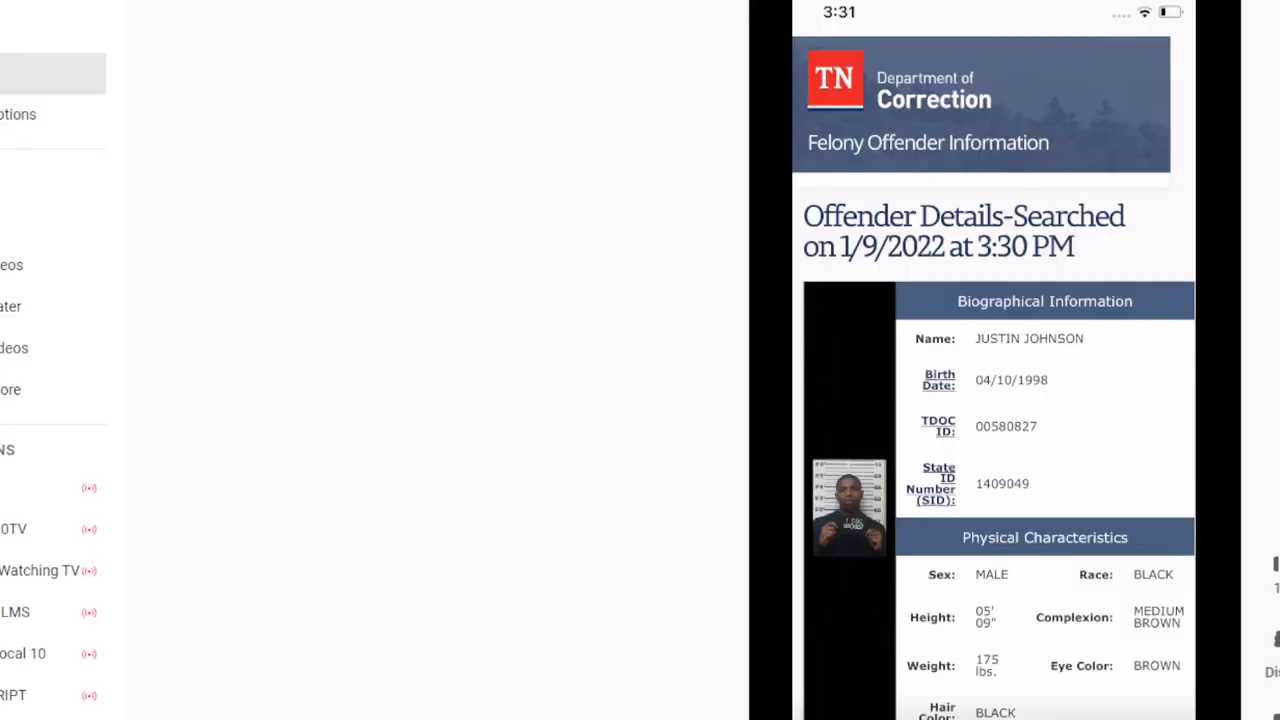 3:31
TN
Department of
Correction
Felony Offender Information
Offender Details-Searched
on 1/9/2022 at 3:30 PM
Biographical Information
Name: JUSTIN JOHNSON
Birth
Date: 04/10/1998
TDOC
ID: 00580827
State
ID
Number
(SID): 1409049
Physical Characteristics
Sex: MALE Race: BLACK
Height: 05'
09" Complexion: MEDIUM
BROWN
Weight: 175
lbs. Eye Color: BROWN
Hair
Color: BLACK
otions
eos
ater
deos
ore
NS
0TV
Watching TV
LMS
ocal 10
RIPT
1
Dis